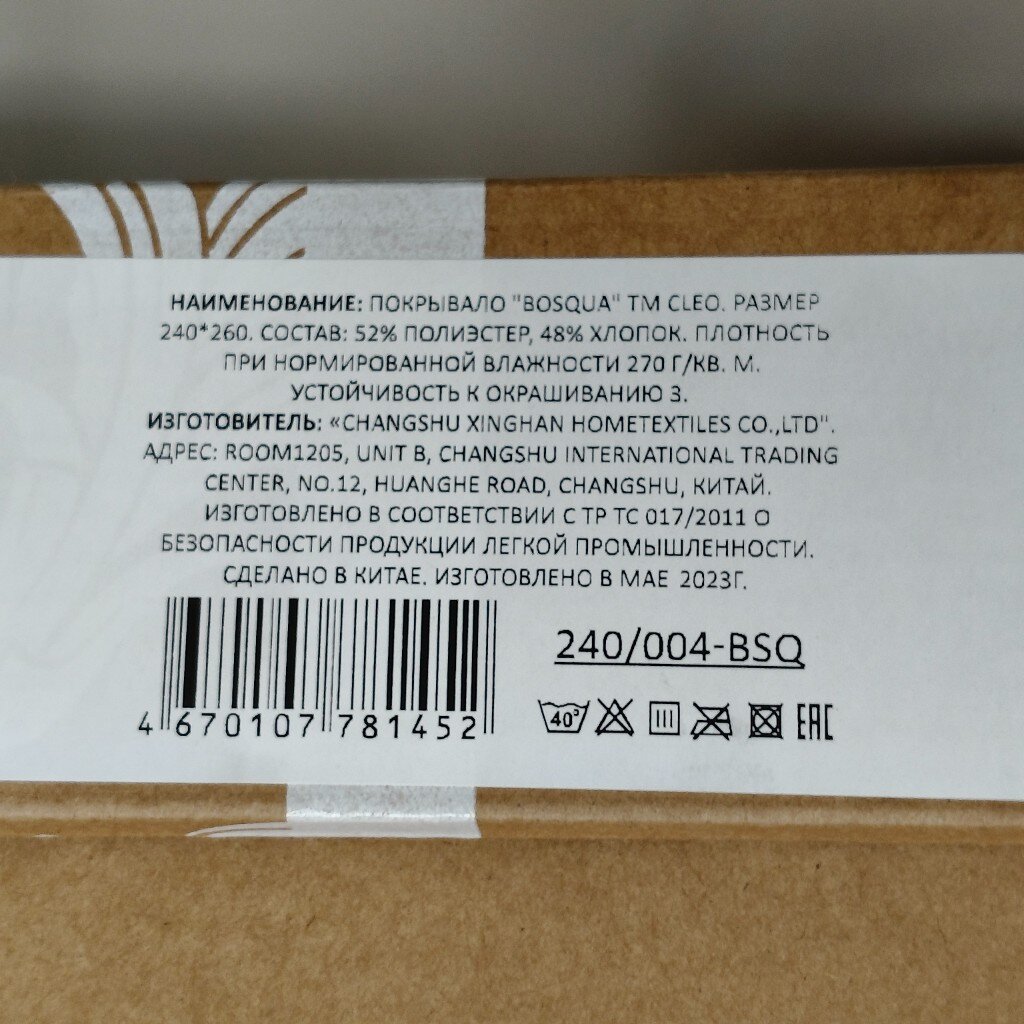 НАИМЕНОВАНИЕ: ПОКРЫВАЛО "BOSQUA" ТМ CLEO. РАЗМЕР
240*260. СОСТАВ: 52% ПОЛИЭСТЕР, 48% ХЛОПОК. ПЛОТНОСТЬ
ПРИ НОРМИРОВАННОЙ ВЛАЖНОСТИ 270 Г/КВ. М.
УСТОЙЧИВОСТЬ К ОКРАШИВАНИЮ 3.
ИЗГОТОВИТЕЛЬ: «CHANGSHU XINGHAN HOMETEXTILES CO.,LTD".
АДРЕС: ROOM1205, UNIT B, CHANGSHU INTERNATIONAL TRADING
CENTER, NO.12, HUANGHE ROAD, CHANGSHU, КИТАЙ.
ИЗГОТОВЛЕНО В СООТВЕТСТВИИ С ТР ТС 017/2011 О
БЕЗОПАСНОСТИ ПРОДУКЦИИ ЛЕГКОЙ ПРОМЫШЛЕННОСТИ.
СДЕЛАНО В КИТАЕ. ИЗГОТОВЛЕНО В МАЕ 2023Г.
240/004-BSQ
4 670107 781452
40° EAC